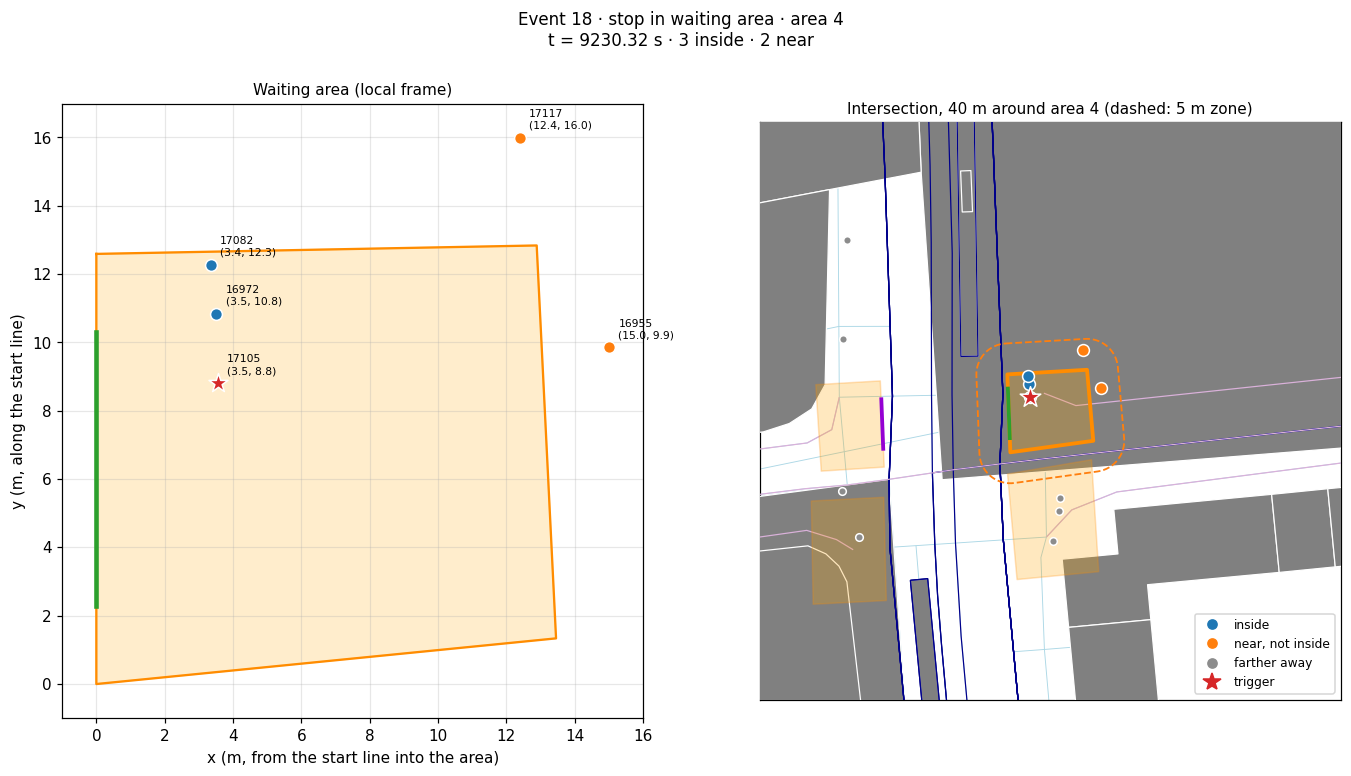 Event 18 · stop in waiting area · area 4
t = 9230.32 s · 3 inside · 2 near
Waiting area (local frame)
17117
(12.4, 16.0)
17082
(3.4, 12.3)
16972
(3.5, 10.8)
16955
(15.0, 9.9)
17105
(3.5, 8.8)
16
14
12
10
8
6
4
2
0
y (m, along the start line)
0
2
4
6
8
10
12
14
16
x (m, from the start line into the area)
Intersection, 40 m around area 4 (dashed: 5 m zone)
inside
near, not inside
farther away
trigger